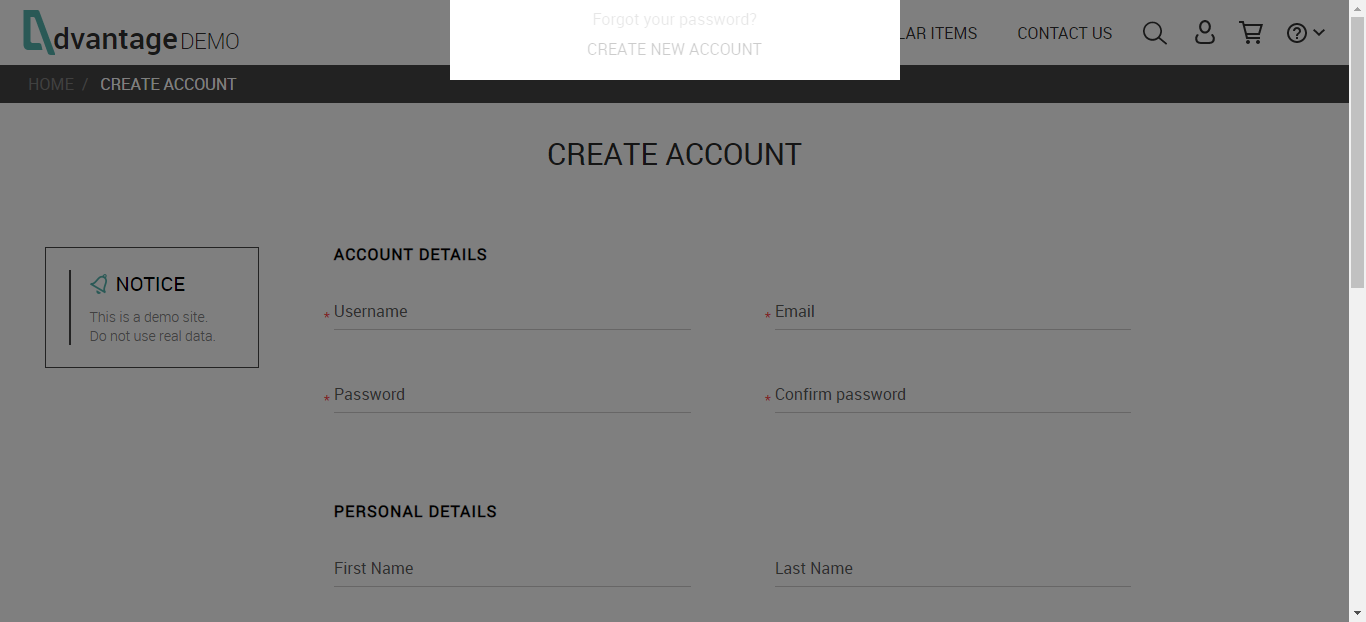 dvantage DEMO
Forgot your password?
CREATE NEW ACCOUNT
LAR ITEMS
CONTACT US
HOME / CREATE ACCOUNT
CREATE ACCOUNT
NOTICE
This is a demo site.
Do not use real data.
ACCOUNT DETAILS
* Username
* Email
* Password
* Confirm password
PERSONAL DETAILS
First Name
Last Name